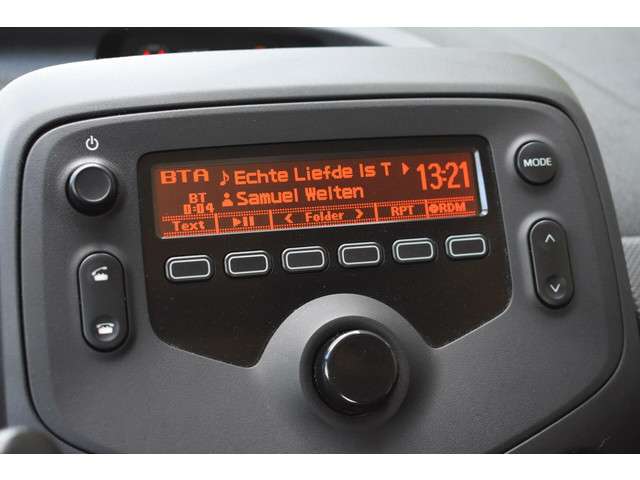 BTA ♪Echte Liefde Is T 13:21
BT
0:04 Samuel Welten
Text ▶II < Folder > RPT RDM
MODE